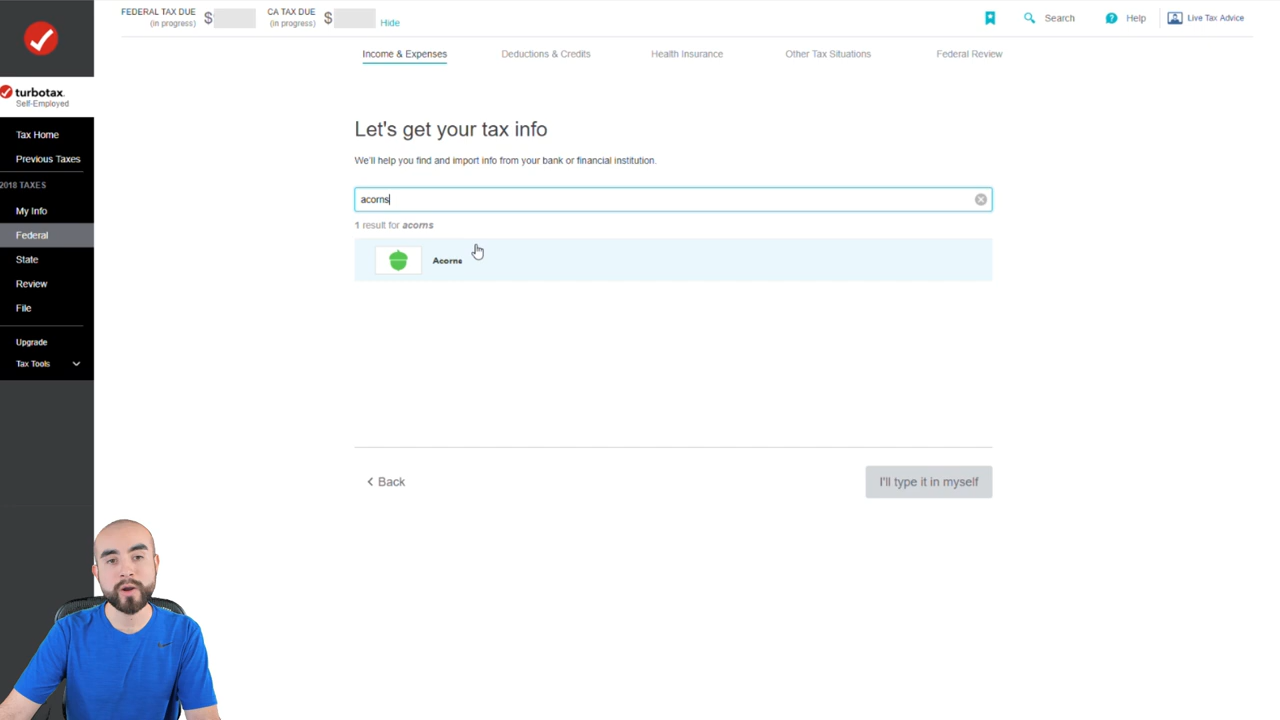 FEDERAL TAX DUE
(in progress)
$
CA TAX DUE
(in progress)
$
Hide
Search
Help
Live Tax Advice
Income & Expenses
Deductions & Credits
Health Insurance
Other Tax Situations
Federal Review
turbotax.
Self-Employed
Tax Home
Previous Taxes
2018 TAXES
My Info
Federal
State
Review
File
Upgrade
Tax Tools
Let's get your tax info
We'll help you find and import info from your bank or financial institution.
acorns
1 result for acorns
Acorns
Back
I'll type it in myself